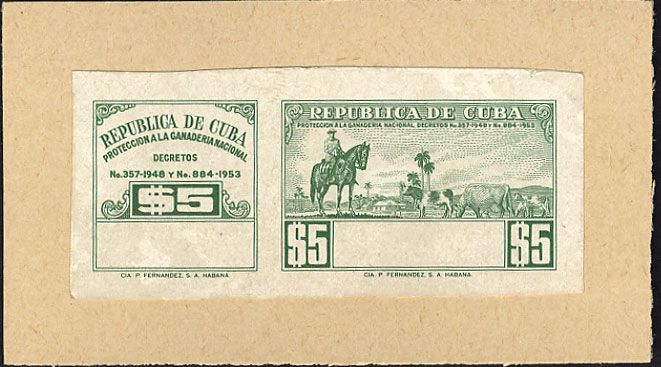 REPUBLICA DE CUBA
PROTECCION A LA GANADERIA NACIONAL
DECRETOS
No. 357-1948 Y No. 884-1953
$5
CIA. P. FERNANDEZ, S. A. HABANA
REPUBLICA DE CUBA
PROTECCION A LA GANADERIA NACIONAL DECRETOS No. 357-1948 Y No. 884-1953
$5 $5
CIA. P. FERNANDEZ, S. A. HABANA